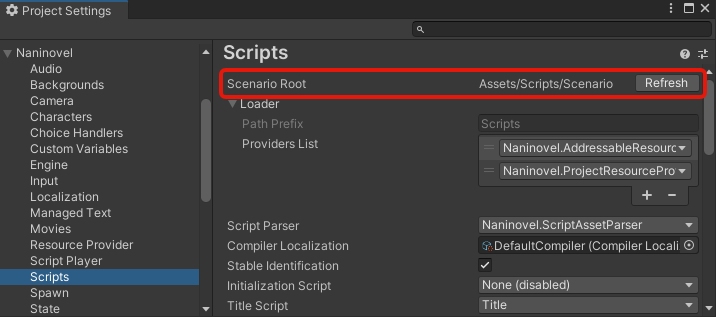 Project Settings
Naninovel
Audio
Backgrounds
Camera
Characters
Choice Handlers
Custom Variables
Engine
Input
Localization
Managed Text
Movies
Resource Provider
Script Player
Scripts
Spawn
State
Scripts
Scenario Root Assets/Scripts/Scenario Refresh
Loader
Path Prefix Scripts
Providers List Naninovel.AddressableResourc
Naninovel.ProjectResourcePro
Script Parser Naninovel.ScriptAssetParser
Compiler Localization DefaultCompiler (Compiler Locali
Stable Identification
Initialization Script None (disabled)
Title Script Title